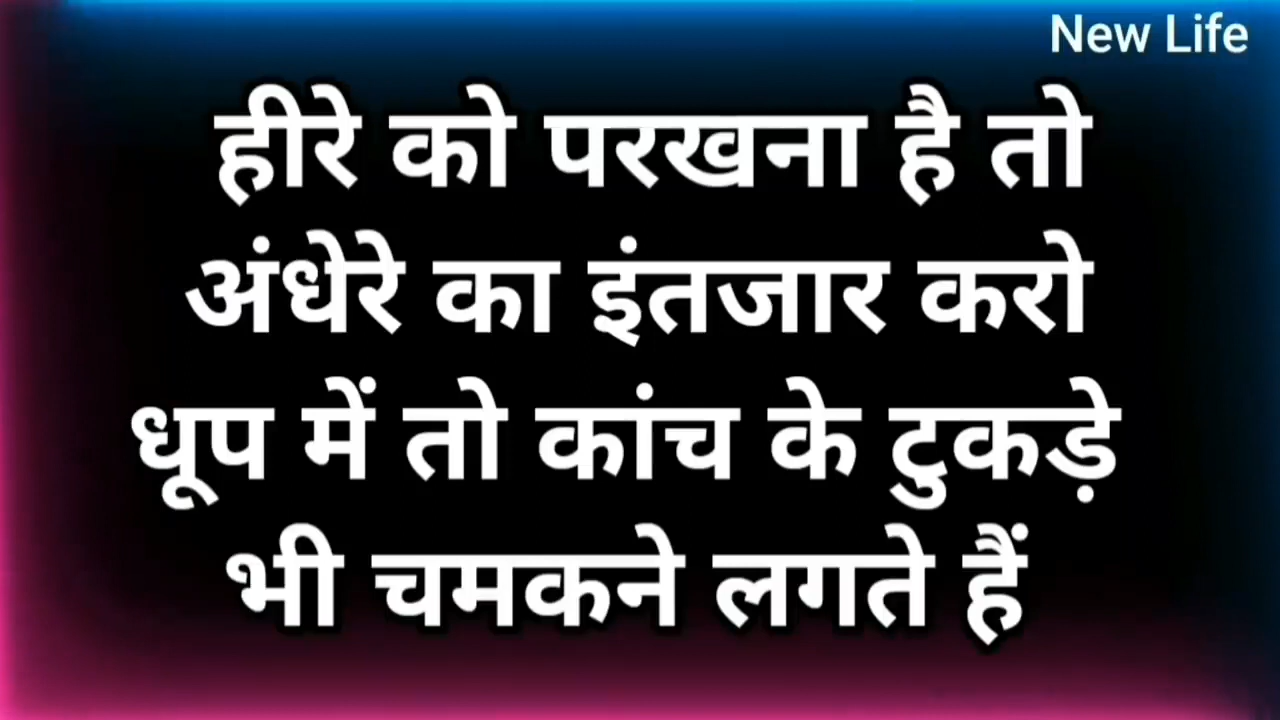 New Life
हीरे को परखना है तो
अंधेरे का इंतजार करो
धूप में तो कांच के टुकड़े
भी चमकने लगते हैं